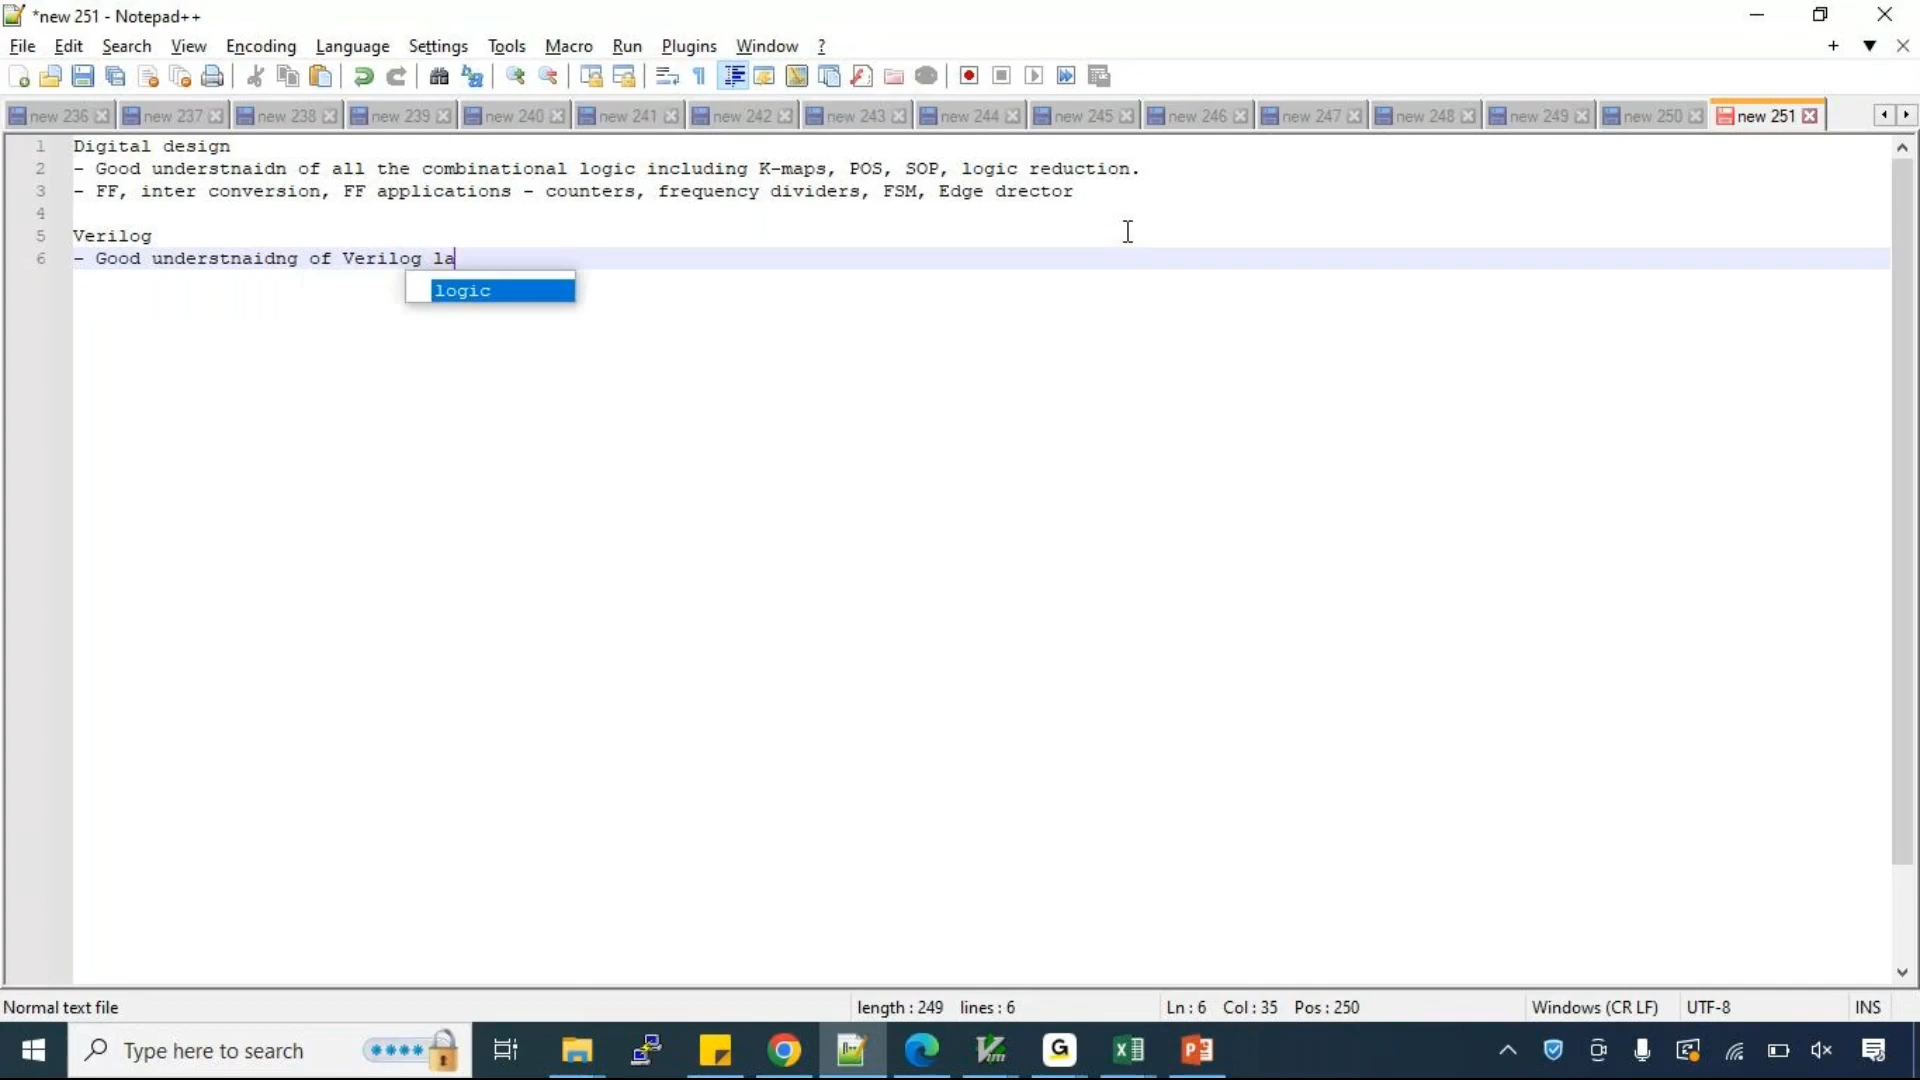 *new 251 - Notepad++
File Edit Search View Encoding Language Settings Tools Macro Run Plugins Window ?
new 236 new 237 new 238 new 239 new 240 new 241 new 242 new 243 new 244 new 245 new 246 new 247 new 248 new 249 new 250 new 251
1 Digital design
2 - Good understnaidn of all the combinational logic including K-maps, POS, SOP, logic reduction.
3 - FF, inter conversion, FF applications - counters, frequency dividers, FSM, Edge drector
4
5 Verilog
6 - Good understnaidng of Verilog la
logic
Normal text file length : 249 lines : 6 Ln : 6 Col : 35 Pos : 250 Windows (CR LF) UTF-8 INS
Type here to search